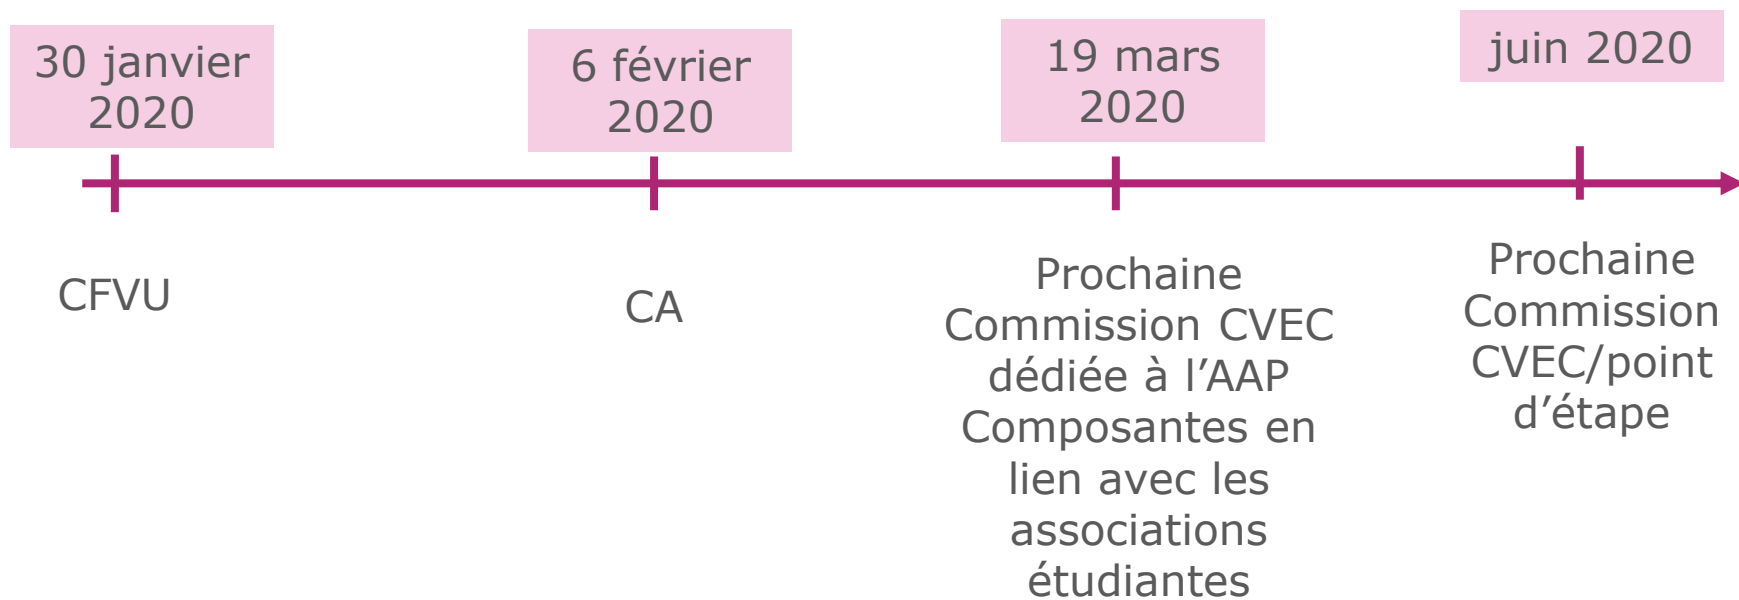 30 janvier
2020
6 février
2020
19 mars
2020
juin 2020
CFVU
CA
Prochaine
Commission CVEC
dédiée à l’AAP
Composantes en
lien avec les
associations
étudiantes
Prochaine
Commission
CVEC/point
d’étape